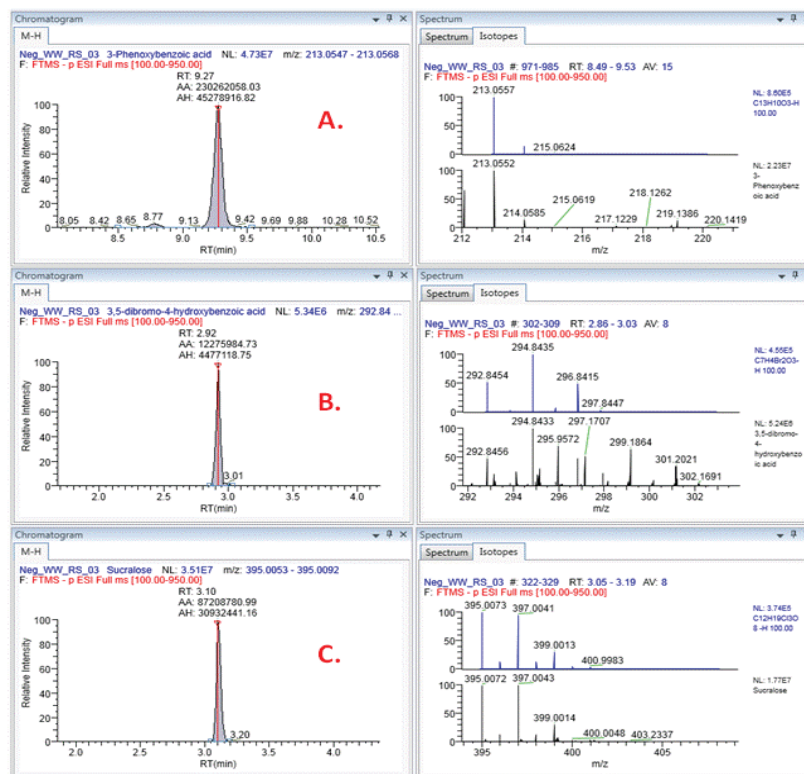 Chromatogram
M-H
Neg_WW_RS_03 3-Phenoxybenzoic acid NL: 4.73E7 m/z: 213.0547 - 213.0568
F: FTMS - p ESI Full ms [100.00-950.00]
RT: 9.27
AA: 230262058.03
AH: 45278916.82
A.
Relative Intensity
100
80
60
40
20
0
8.05 8.42 8.65 8.77 9.13 9.42 9.69 9.88 10.28 10.52
8.5 9.0 9.5 10.0 10.5
RT(min)
Spectrum Isotopes
Neg_WW_RS_03 #: 971-985 RT: 8.49 - 9.53 AV: 15
F: FTMS - p ESI Full ms [100.00-950.00]
100
50
0
213.0557
215.0624
NL: 8.60E5
C13H10O3-H
100.00
100
50
0
213.0552
214.0585
215.0619
217.1229
218.1262
219.1386
220.1419
NL: 2.23E7
3-
Phenoxybenz
oic acid
212 214 216 218 220
m/z
Chromatogram
M-H
Neg_WW_RS_03 3,5-dibromo-4-hydroxybenzoic acid NL: 5.34E6 m/z: 292.84 ...
F: FTMS - p ESI Full ms [100.00-950.00]
RT: 2.92
AA: 12275984.73
AH: 4477118.75
B.
Relative Intensity
100
80
60
40
20
0
3.01
2.0 2.5 3.0 3.5 4.0
RT(min)
Spectrum Isotopes
Neg_WW_RS_03 #: 302-309 RT: 2.86 - 3.03 AV: 8
F: FTMS - p ESI Full ms [100.00-950.00]
100
50
0
292.8454
294.8435
296.8415
297.8447
NL: 4.55E5
C7H4Br2O3-
H 100.00
100
50
0
292.8456
294.8433
295.9572
297.1707
299.1864
301.2021
302.1691
NL: 5.24E6
3,5-dibromo-
4-
hydroxybenzo
ic acid
292 294 296 298 300 302
m/z
Chromatogram
M-H
Neg_WW_RS_03 Sucralose NL: 3.51E7 m/z: 395.0053 - 395.0092
F: FTMS - p ESI Full ms [100.00-950.00]
RT: 3.10
AA: 87208780.99
AH: 30932441.16
C.
Relative Intensity
100
80
60
40
20
0
3.20
2.0 2.5 3.0 3.5 4.0
RT(min)
Spectrum Isotopes
Neg_WW_RS_03 #: 322-329 RT: 3.05 - 3.19 AV: 8
F: FTMS - p ESI Full ms [100.00-950.00]
100
50
0
395.0073
397.0041
399.0013
400.9983
NL: 3.74E5
C12H19Cl3O
8 -H 100.00
100
50
0
395.0072
397.0043
399.0014
400.0048
403.2337
NL: 1.77E7
Sucralose
395 400 405
m/z